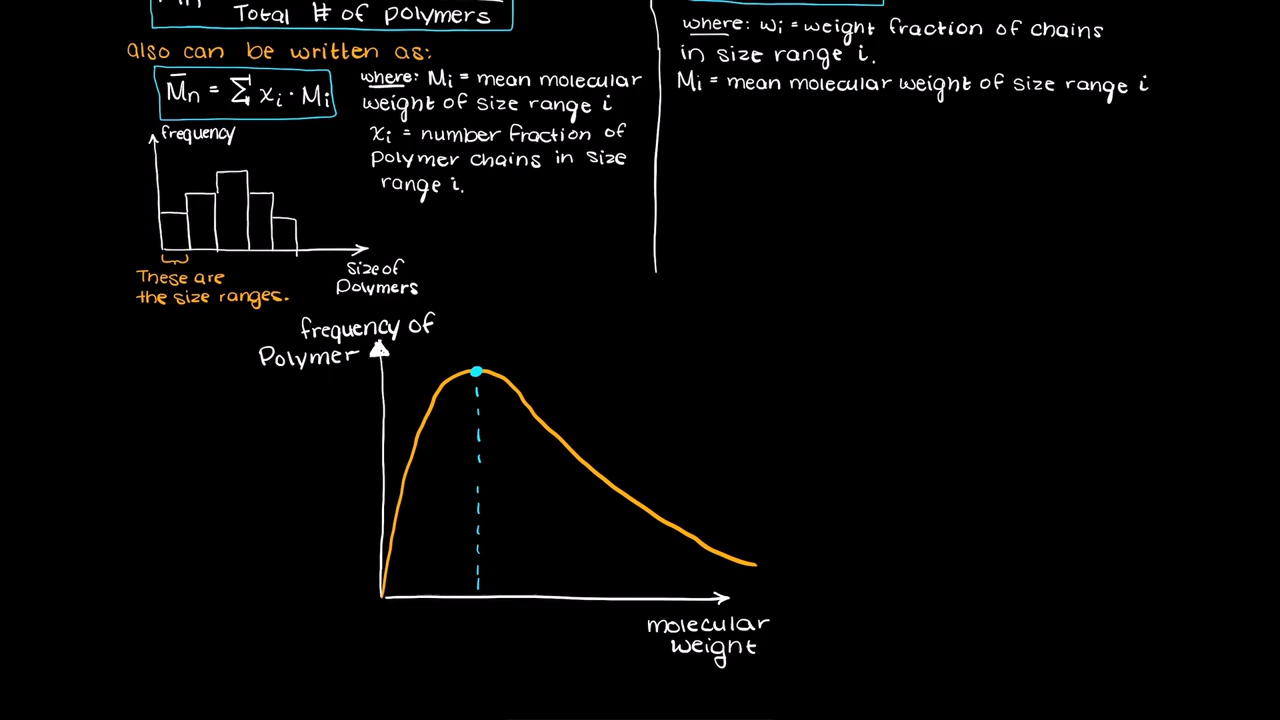 Total # of polymers
also can be written as:
M̄n = Σ xi · Mi
where: Mi = mean molecular
weight of size range i
xi = number fraction of
polymer chains in size
range i.
frequency
size of
Polymers
These are
the size ranges.
where: wi = weight fraction of chains
in size range i.
Mi = mean molecular weight of size range i
frequency of
Polymer
molecular
weight